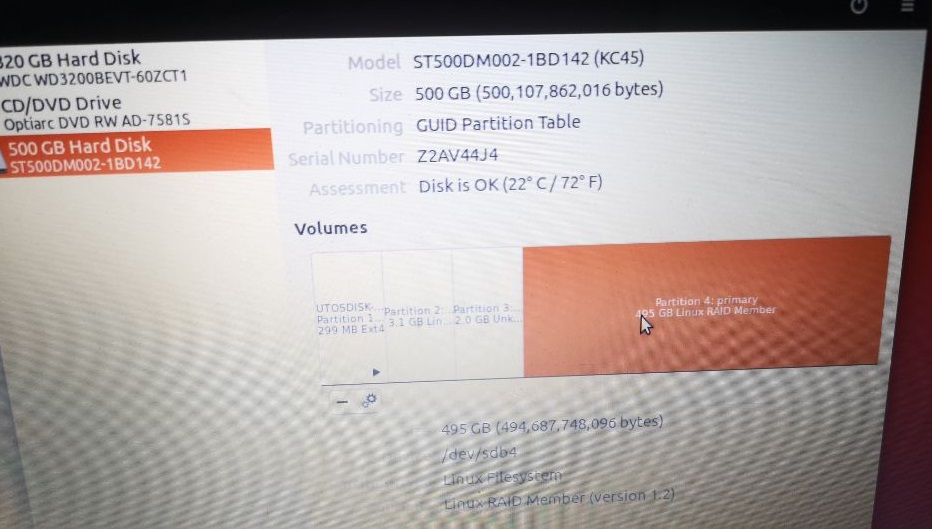 320 GB Hard Disk
WDC WD3200BEVT-60ZCT1
CD/DVD Drive
Optiarc DVD RW AD-7581S
500 GB Hard Disk
ST500DM002-1BD142
Model ST500DM002-1BD142 (KC45)
Size 500 GB (500,107,862,016 bytes)
Partitioning GUID Partition Table
Serial Number Z2AV44J4
Assessment Disk is OK (22° C / 72° F)
Volumes
UTOSDISK-...
Partition 1...
299 MB Ext4
Partition 2:...
3.1 GB Lin...
Partition 3:...
2.0 GB Unk...
Partition 4: primary
495 GB Linux RAID Member
495 GB (494,687,748,096 bytes)
/dev/sdb4
Linux Filesystem
Linux RAID Member (version 1.2)